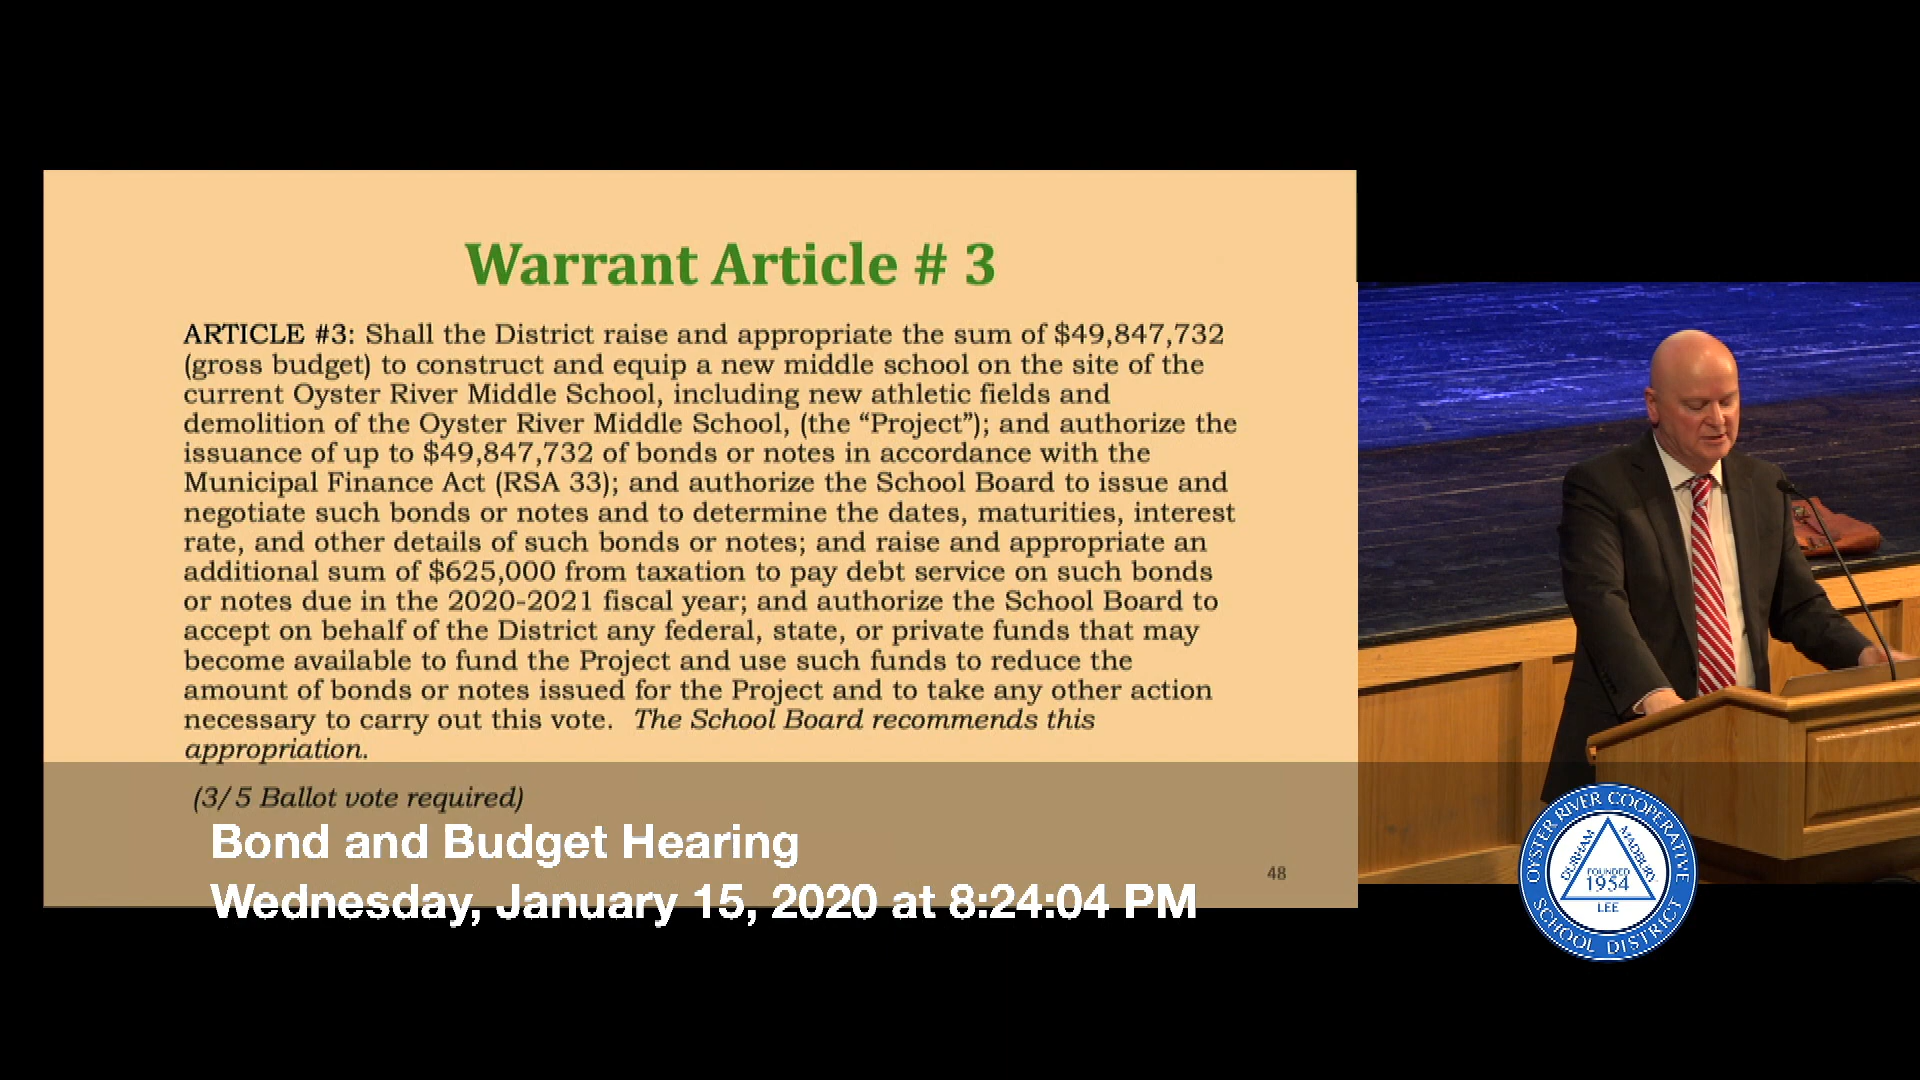 Warrant Article # 3
ARTICLE #3: Shall the District raise and appropriate the sum of $49,847,732
(gross budget) to construct and equip a new middle school on the site of the
current Oyster River Middle School, including new athletic fields and
demolition of the Oyster River Middle School, (the “Project”); and authorize the
issuance of up to $49,847,732 of bonds or notes in accordance with the
Municipal Finance Act (RSA 33); and authorize the School Board to issue and
negotiate such bonds or notes and to determine the dates, maturities, interest
rate, and other details of such bonds or notes; and raise and appropriate an
additional sum of $625,000 from taxation to pay debt service on such bonds
or notes due in the 2020-2021 fiscal year; and authorize the School Board to
accept on behalf of the District any federal, state, or private funds that may
become available to fund the Project and use such funds to reduce the
amount of bonds or notes issued for the Project and to take any other action
necessary to carry out this vote. The School Board recommends this
appropriation.
(3/5 Ballot vote required)
Bond and Budget Hearing
48
Wednesday, January 15, 2020 at 8:24:04 PM
OYSTER RIVER COOPERATIVE
DURHAM
MADBURY
FOUNDED
1954
LEE
SCHOOL DISTRICT